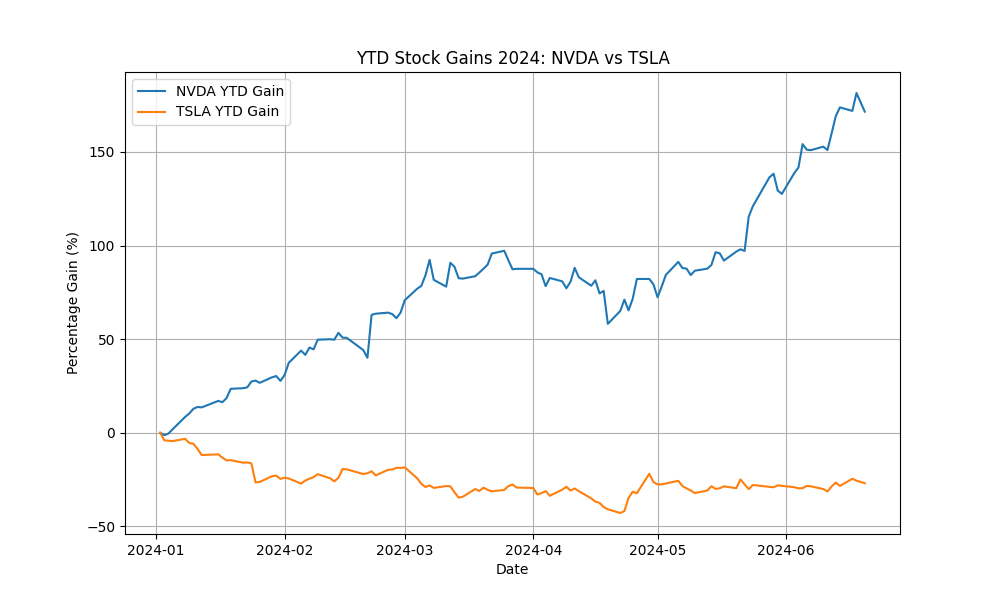 YTD Stock Gains 2024: NVDA vs TSLA
NVDA YTD Gain
TSLA YTD Gain
Percentage Gain (%)
150
100
50
0
−50
2024-01
2024-02
2024-03
2024-04
2024-05
2024-06
Date